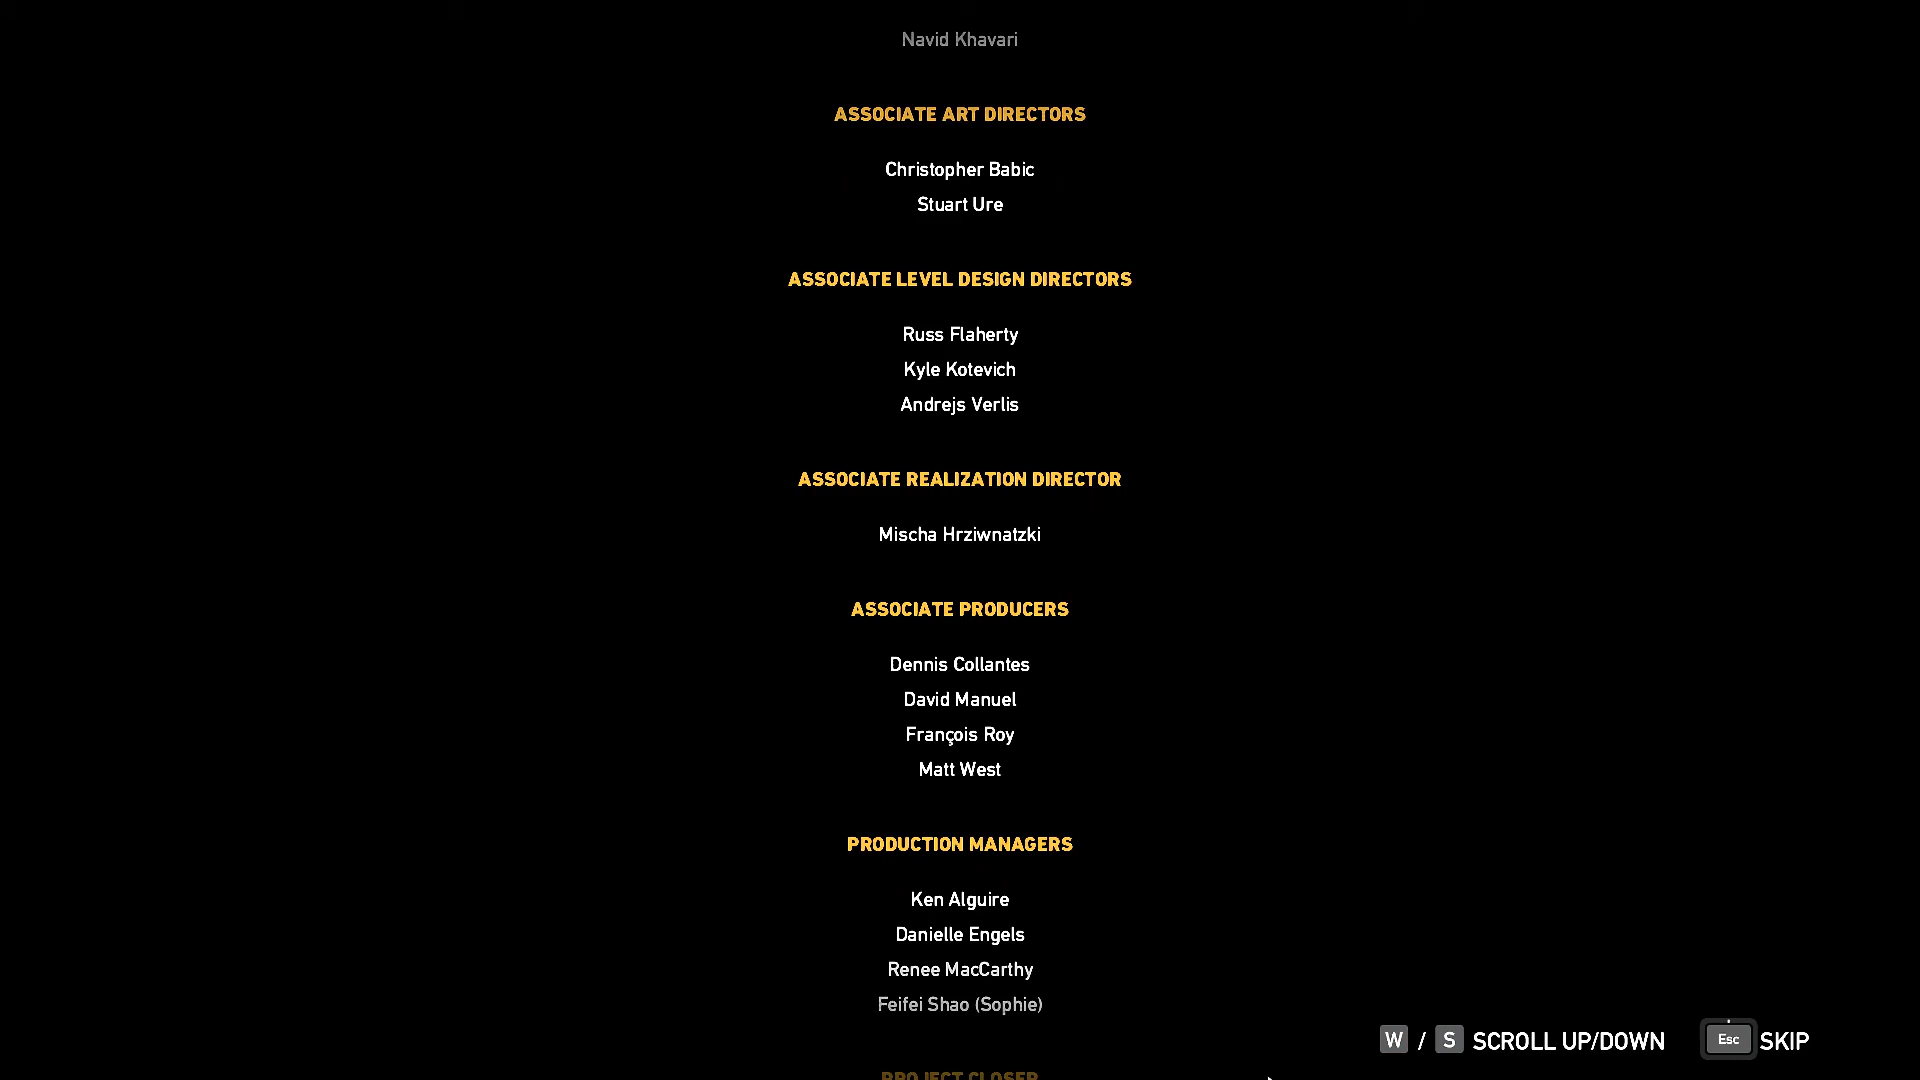 Navid Khavari
ASSOCIATE ART DIRECTORS
Christopher Babic
Stuart Ure
ASSOCIATE LEVEL DESIGN DIRECTORS
Russ Flaherty
Kyle Kotevich
Andrejs Verlis
ASSOCIATE REALIZATION DIRECTOR
Mischa Hrziwnatzki
ASSOCIATE PRODUCERS
Dennis Collantes
David Manuel
François Roy
Matt West
PRODUCTION MANAGERS
Ken Alguire
Danielle Engels
Renee MacCarthy
Feifei Shao (Sophie)
W / S SCROLL UP/DOWN Esc SKIP
PROJECT CLOSER